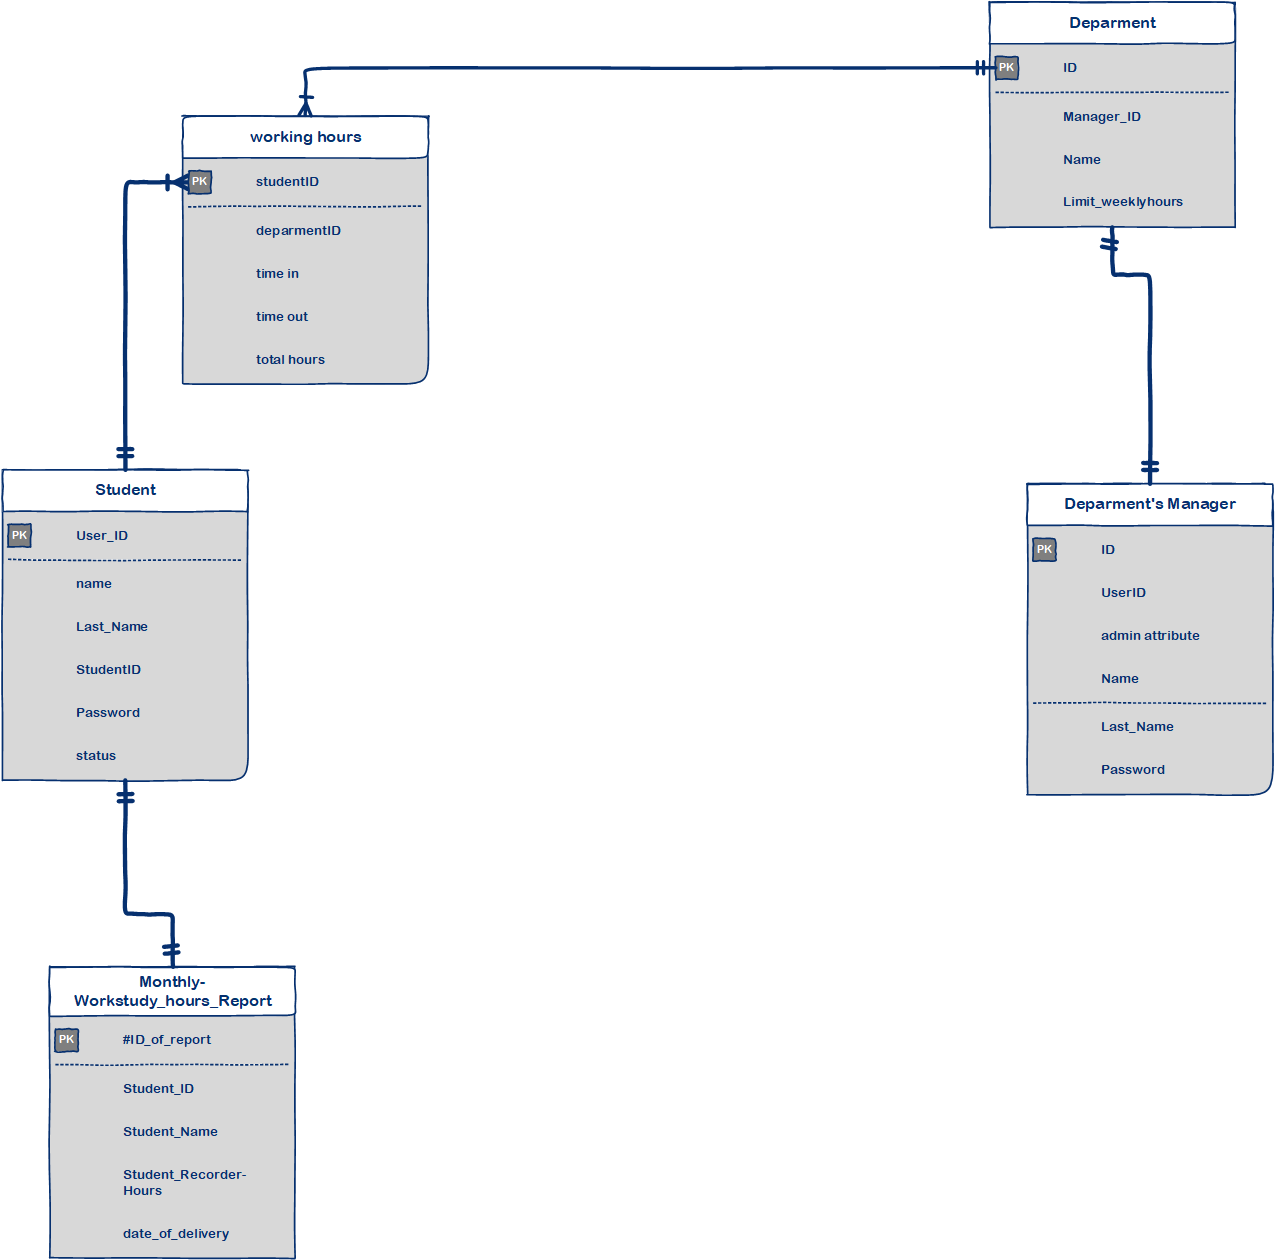 Deparment
PK ID
Manager_ID
Name
Limit_weeklyhours
working hours
PK studentID
deparmentID
time in
time out
total hours
Student
PK User_ID
name
Last_Name
StudentID
Password
status
Deparment's Manager
PK ID
UserID
admin attribute
Name
Last_Name
Password
Monthly-
Workstudy_hours_Report
PK #ID_of_report
Student_ID
Student_Name
Student_Recorder-
Hours
date_of_delivery